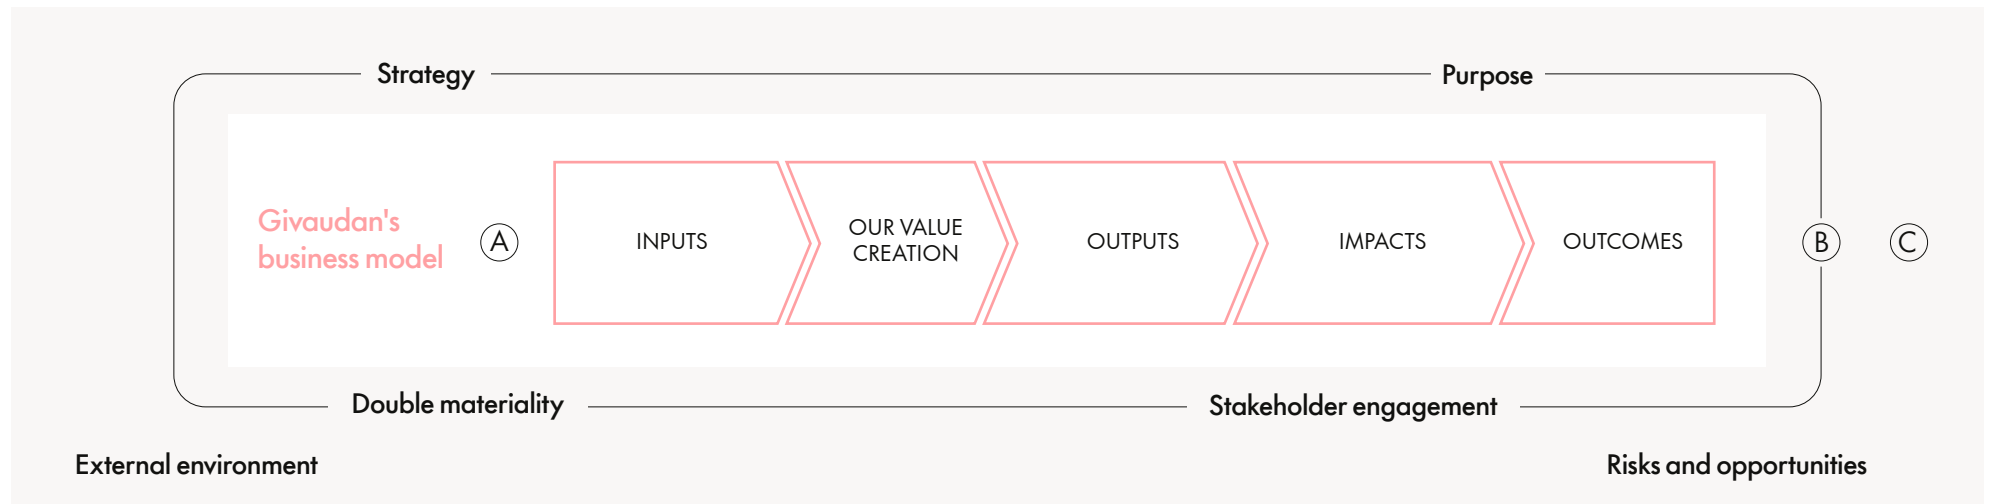 Strategy
Purpose
Givaudan's
business model
A
INPUTS
OUR VALUE
CREATION
OUTPUTS
IMPACTS
OUTCOMES
B
C
Double materiality
Stakeholder engagement
External environment
Risks and opportunities